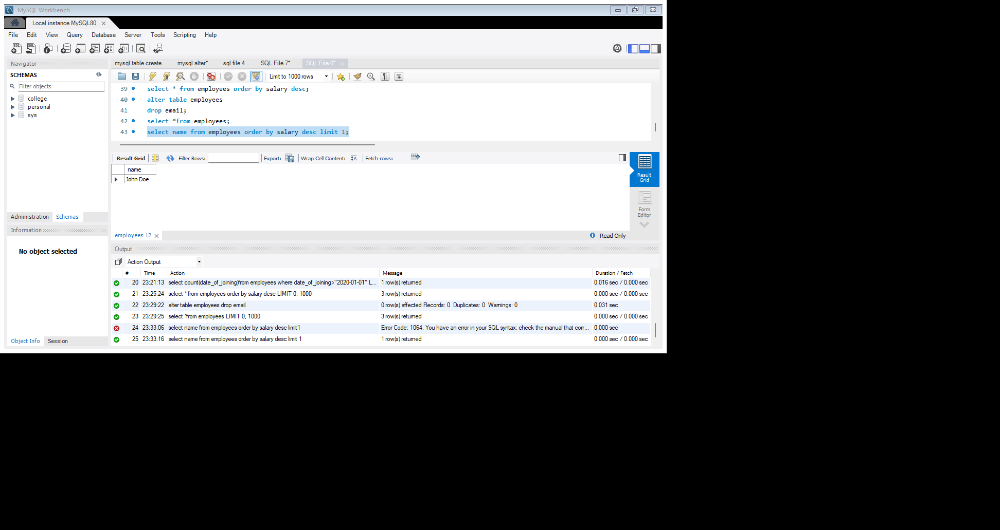 MySQL Workbench
Local instance MySQL80
File Edit View Query Database Server Tools Scripting Help
Navigator
SCHEMAS
Filter objects
college
personal
sys
Administration Schemas
Information
No object selected
Object Info Session
mysql table create mysql alter* sql file 4 SQL File 7* SQL File 6*
Limit to 1000 rows
39 select * from employees order by salary desc;
40 alter table employees
41 drop email;
42 select *from employees;
43 select name from employees order by salary desc limit 1;
Result Grid Filter Rows: Export: Wrap Cell Content: Fetch rows:
name
John Doe
Result
Grid
Form
Editor
employees 12 Read Only
Output
Action Output
# Time Action Message Duration / Fetch
20 23:21:13 select count(date_of_joining)from employees where date_of_joining>"2020-01-01" L... 1 row(s) returned 0.016 sec / 0.000 sec
21 23:25:24 select * from employees order by salary desc LIMIT 0, 1000 3 row(s) returned 0.000 sec / 0.000 sec
22 23:29:22 alter table employees drop email 0 row(s) affected Records: 0 Duplicates: 0 Warnings: 0 0.031 sec
23 23:29:25 select *from employees LIMIT 0, 1000 3 row(s) returned 0.000 sec / 0.000 sec
24 23:33:06 select name from employees order by salary desc limit1 Error Code: 1064. You have an error in your SQL syntax; check the manual that corr... 0.000 sec
25 23:33:16 select name from employees order by salary desc limit 1 1 row(s) returned 0.000 sec / 0.000 sec